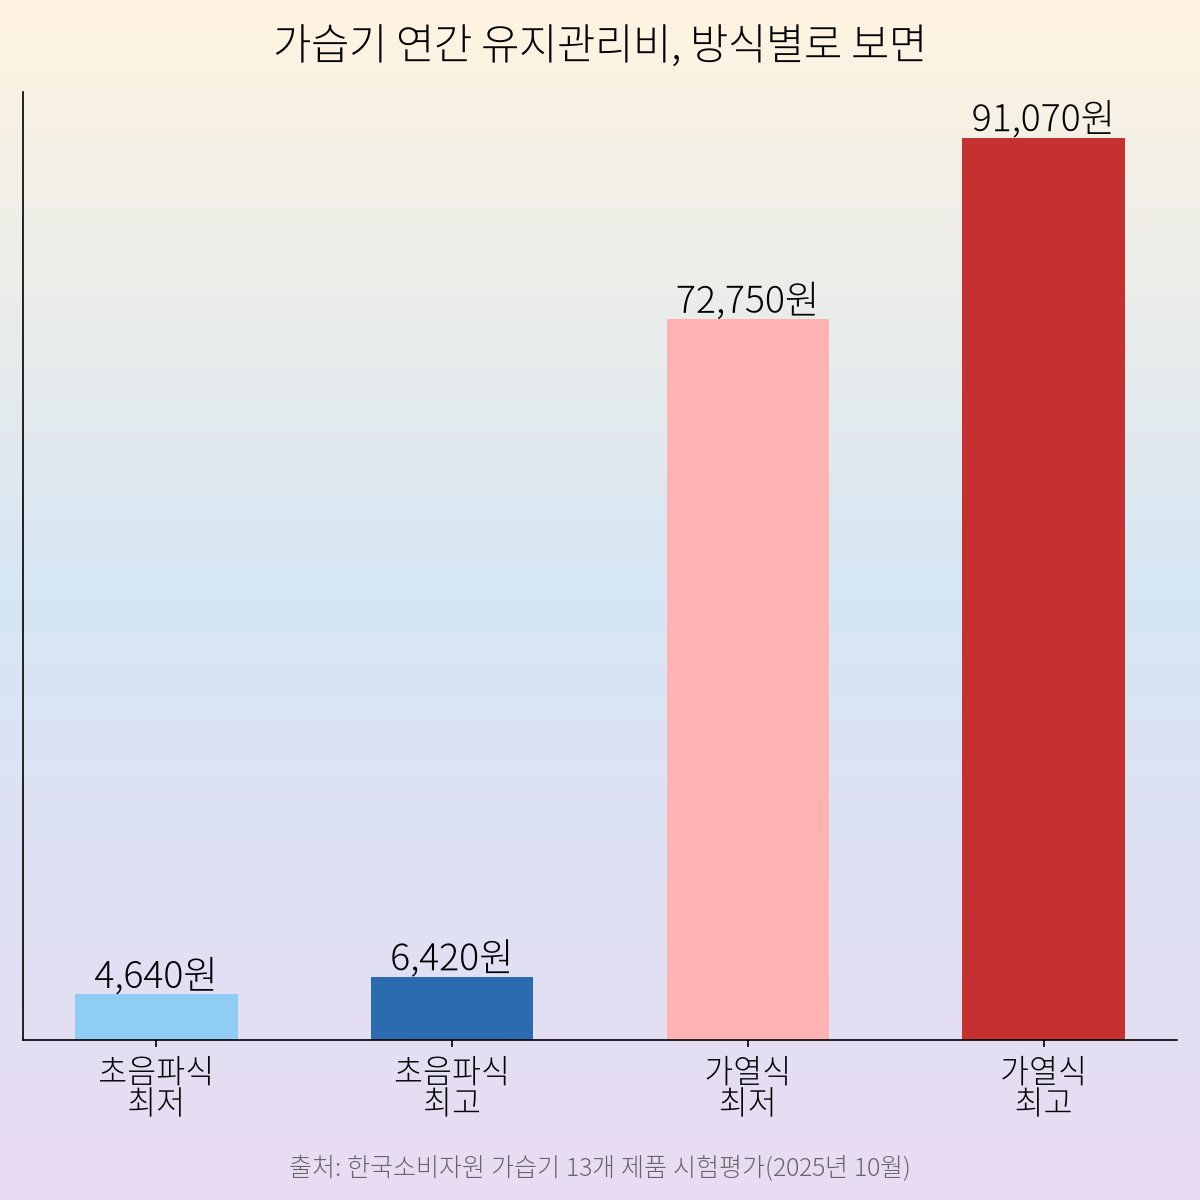 가습기 연간 유지관리비, 방식별로 보면
91,070원
72,750원
6,420원
4,640원
초음파식
최저
초음파식
최고
가열식
최저
가열식
최고
출처: 한국소비자원 가습기 13개 제품 시험평가(2025년 10월)